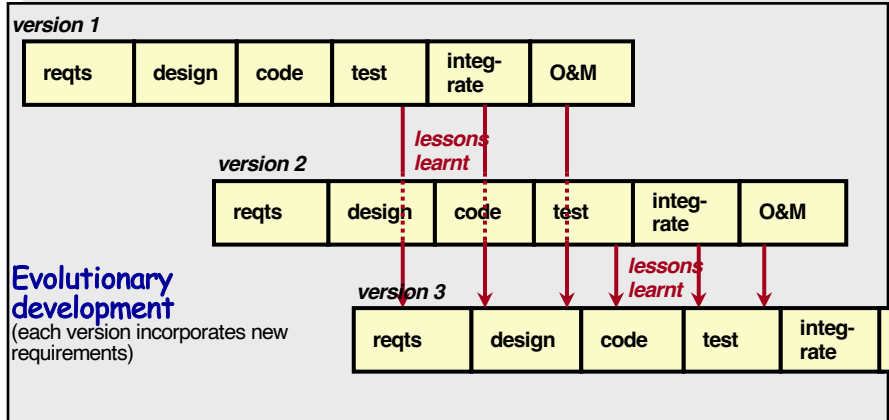 version 1
reqts design code test integ-
rate O&M
lessons
learnt
version 2
reqts design code test integ-
rate O&M
lessons
learnt
Evolutionary
development
(each version incorporates new
requirements)
version 3
reqts design code test integ-
rate